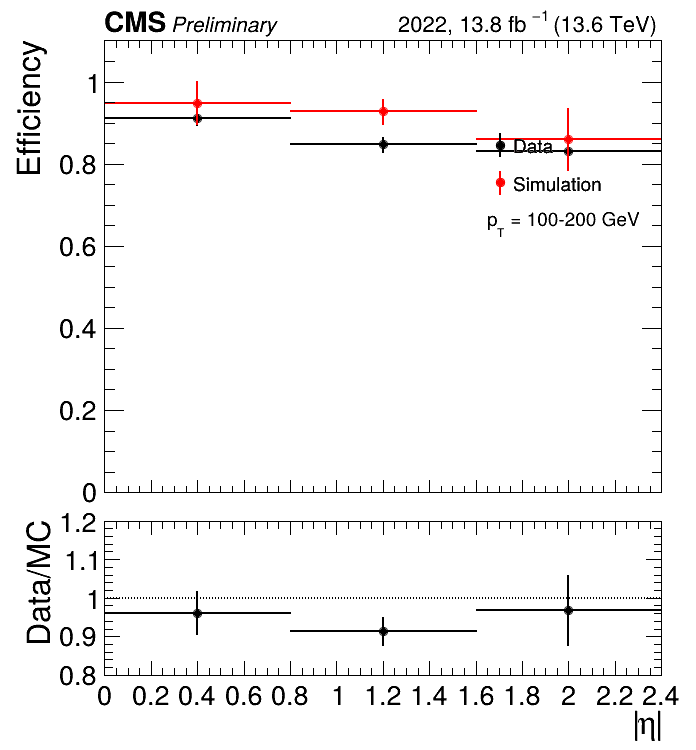 CMS Preliminary 2022, 13.8 fb⁻¹ (13.6 TeV)
Efficiency
1
0.8
0.6
0.4
0.2
0
Data
Simulation
p_T = 100-200 GeV
Data/MC
1.2
1.1
1
0.9
0.8
0 0.2 0.4 0.6 0.8 1 1.2 1.4 1.6 1.8 2 2.2 2.4
|η|